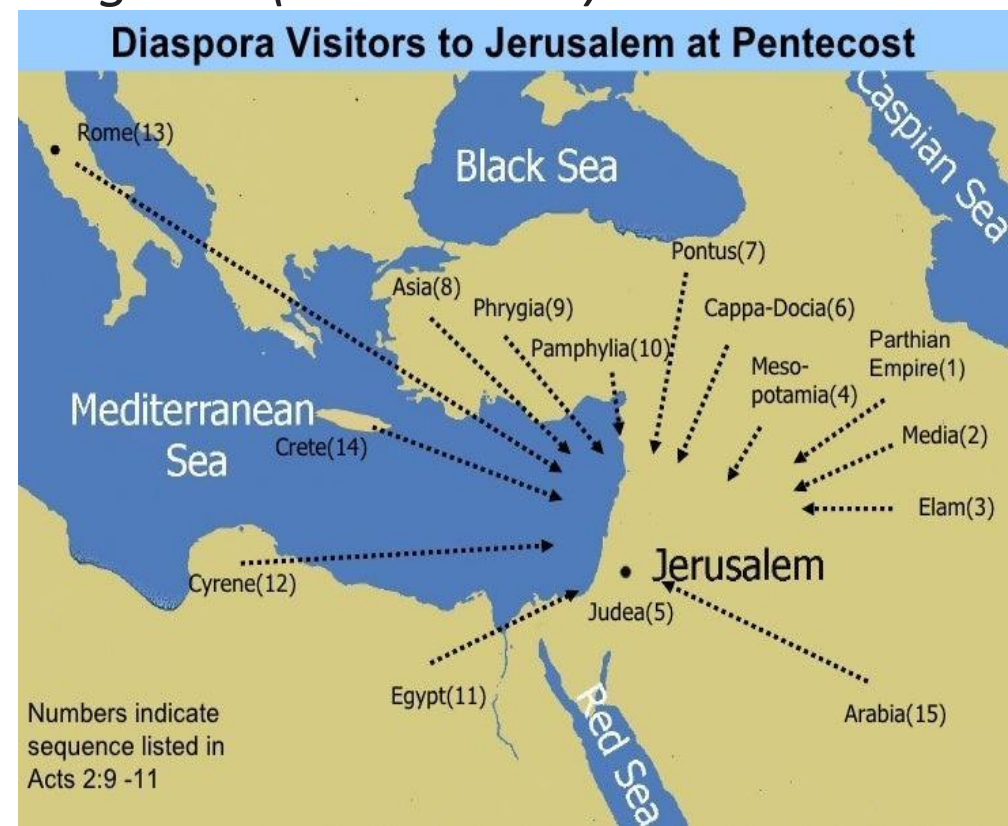 Diaspora Visitors to Jerusalem at Pentecost
Caspian Sea
Rome(13)
Black Sea
Pontus(7)
Asia(8)
Phrygia(9)
Cappa-Docia(6)
Pamphylia(10)
Parthian
Empire(1)
Meso-
potamia(4)
Mediterranean
Sea
Crete(14)
Media(2)
Elam(3)
Jerusalem
Cyrene(12)
Judea(5)
Egypt(11)
Red Sea
Arabia(15)
Numbers indicate
sequence listed in
Acts 2:9 -11